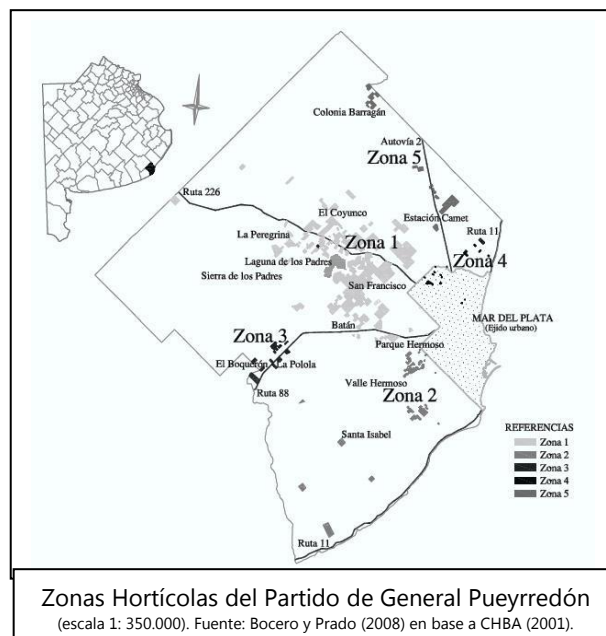 Colonia Barragán
Autovía 2
Zona 5
Ruta 226
El Coyunco
Estación Camet
La Peregrina
Ruta 11
Zona 1
Laguna de los Padres
Zona 4
Sierra de los Padres
San Francisco
MAR DEL PLATA
(Ejido urbano)
Batán
Zona 3
Parque Hermoso
El Boquerón
La Polola
Valle Hermoso
Ruta 88
Zona 2
Santa Isabel
REFERENCIAS
Zona 1
Zona 2
Zona 3
Zona 4
Zona 5
Ruta 11
Zonas Hortícolas del Partido de General Pueyrredón
(escala 1: 350.000). Fuente: Bocero y Prado (2008) en base a CHBA (2001).